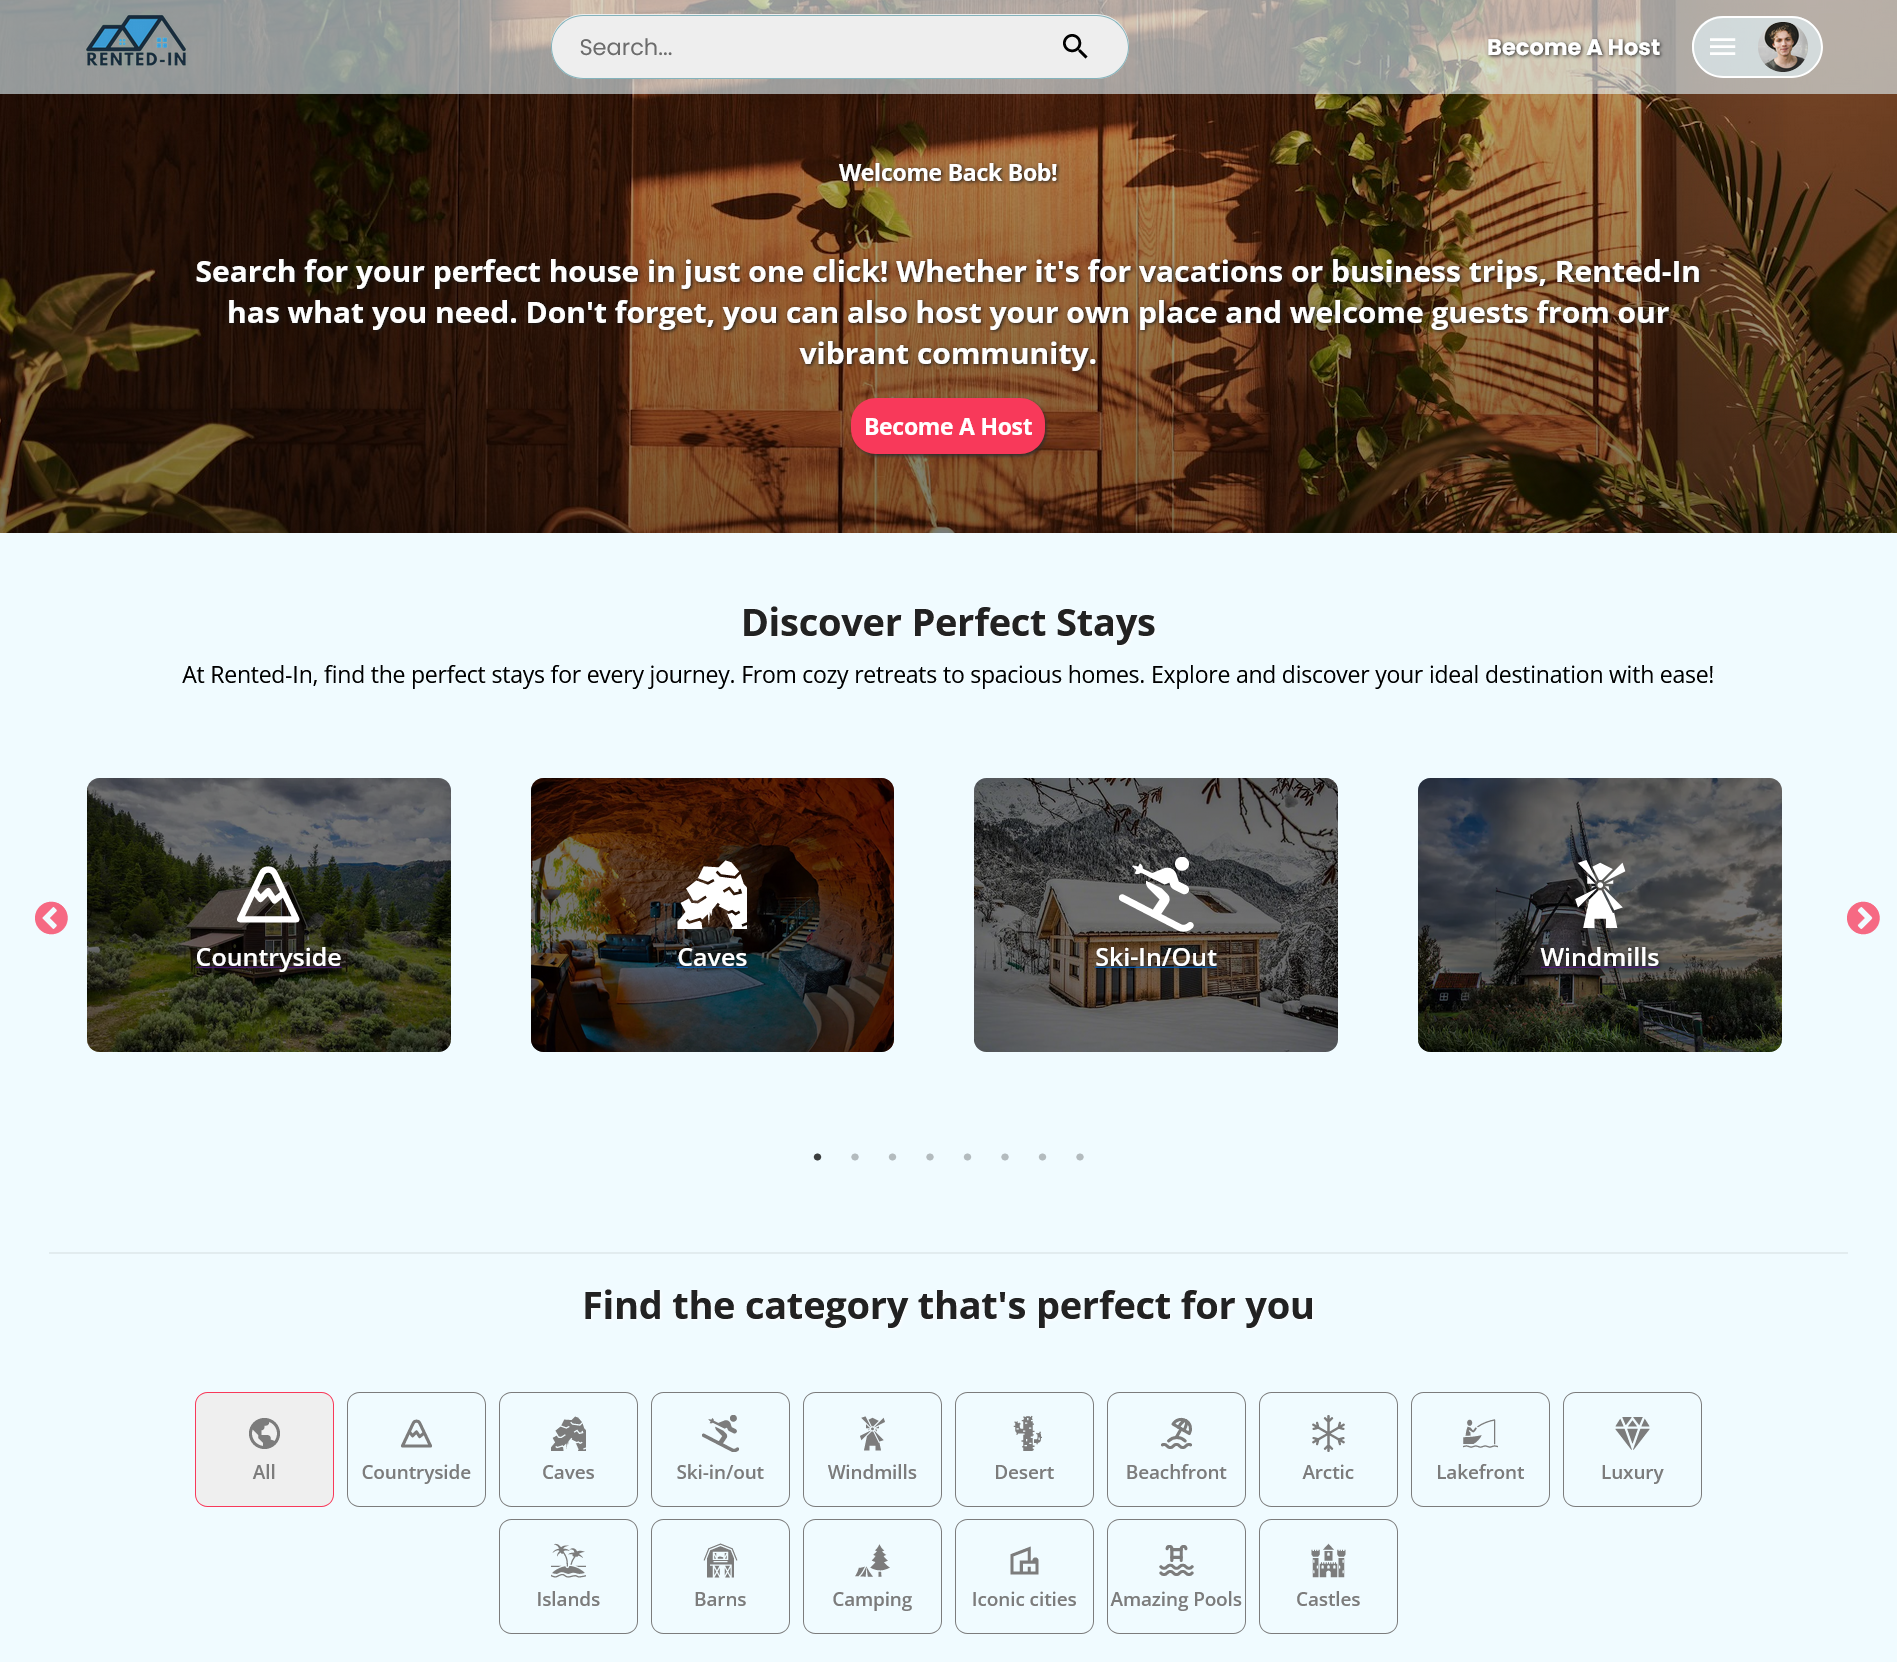 RENTED-IN
Search...
Become A Host
Welcome Back Bob!
Search for your perfect house in just one click! Whether it's for vacations or business trips, Rented-In
has what you need. Don't forget, you can also host your own place and welcome guests from our
vibrant community.
Become A Host
Discover Perfect Stays
At Rented-In, find the perfect stays for every journey. From cozy retreats to spacious homes. Explore and discover your ideal destination with ease!
Countryside
Caves
Ski-In/Out
Windmills
Find the category that's perfect for you
All
Countryside
Caves
Ski-in/out
Windmills
Desert
Beachfront
Arctic
Lakefront
Luxury
Islands
Barns
Camping
Iconic cities
Amazing Pools
Castles